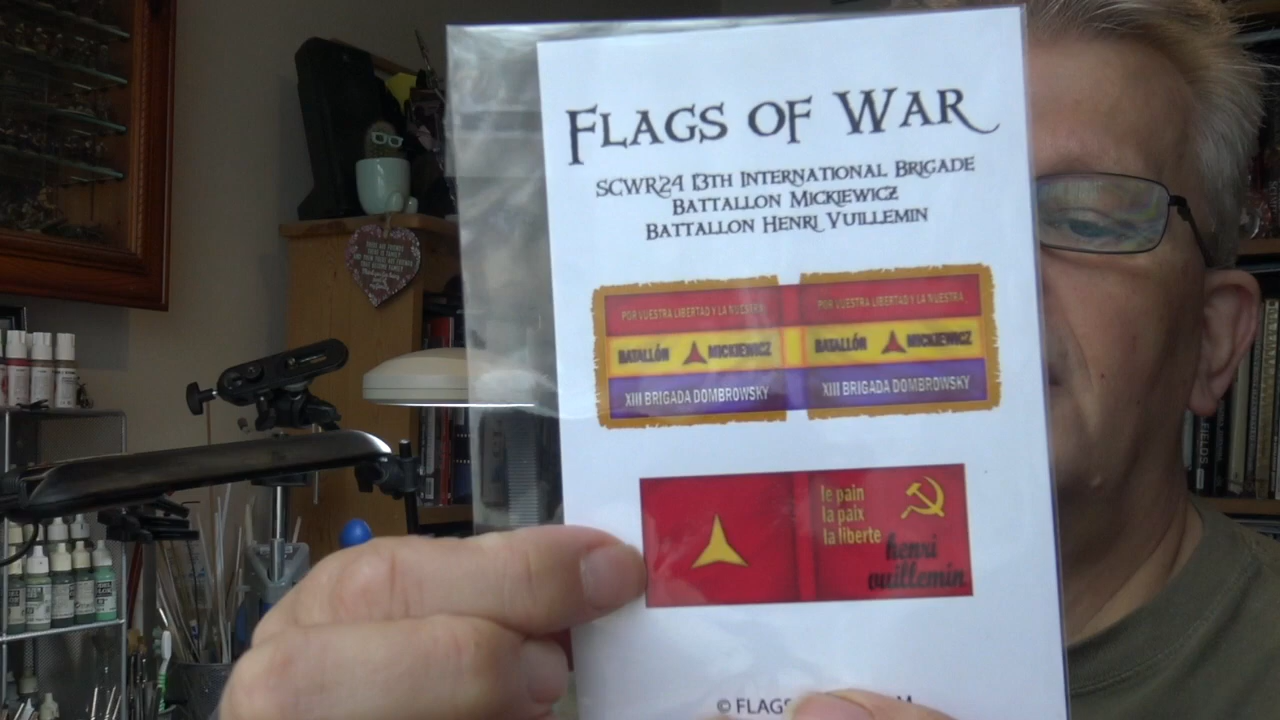 FLAGS OF WAR
SCWR24 13TH INTERNATIONAL BRIGADE
BATTALLON MICKIEWICZ
BATTALLON HENRI VUILLEMIN
POR VUESTRA LIBERTAD Y LA NUESTRA
BATALLÓN MICKIEWICZ
XIII BRIGADA DOMBROWSKY
POR VUESTRA LIBERTAD Y LA NUESTRA
BATALLÓN MICKIEWICZ
XIII BRIGADA DOMBROWSKY
le pain
la paix
la liberte
henri
vuillemin
© FLAGS
FIELDS